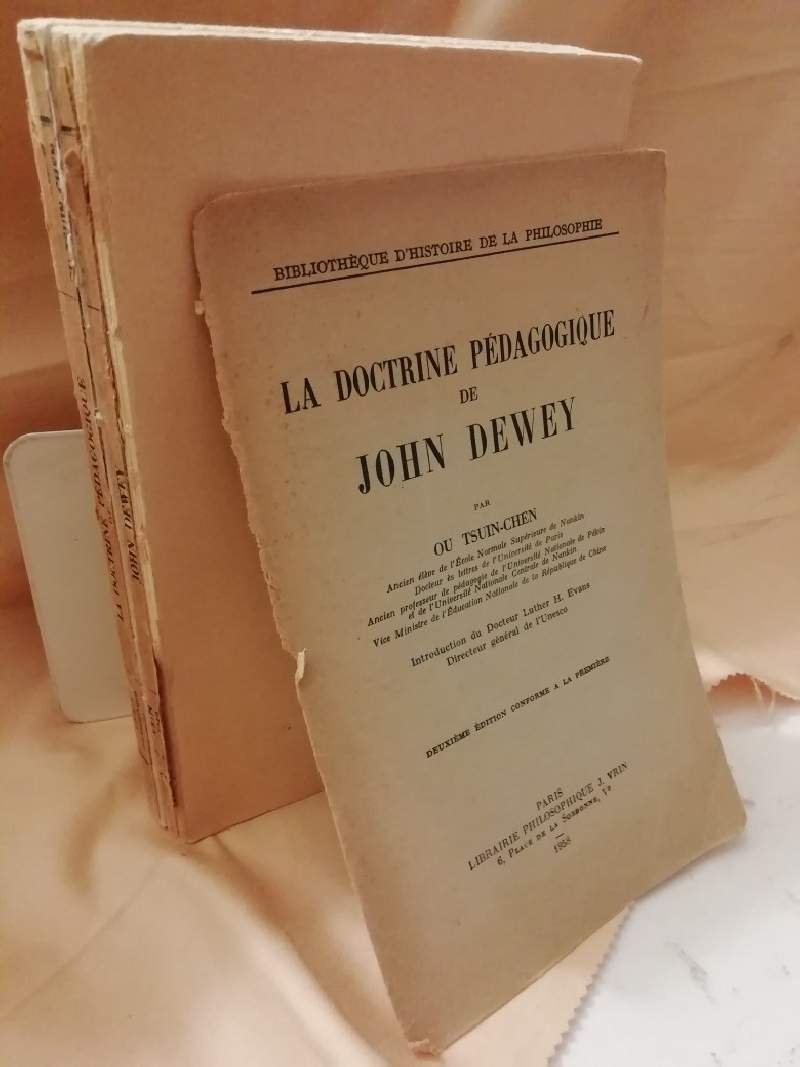 BIBLIOTHÈQUE D'HISTOIRE DE LA PHILOSOPHIE
LA DOCTRINE PÉDAGOGIQUE
DE
JOHN DEWEY
PAR
OU TSUIN-CHEN
Ancien élève de l'École Normale Supérieure de Nankin
Docteur ès lettres de l'Université de Paris
Ancien professeur de pédagogie de l'Université Nationale de Pékin
et de l'Université Nationale Centrale de Nankin
Vice Ministre de l'Éducation Nationale de la République de Chine
Introduction du Docteur Luther H. Evans
Directeur général de l'Unesco
DEUXIÈME ÉDITION CONFORME A LA PREMIÈRE
PARIS
LIBRAIRIE PHILOSOPHIQUE J. VRIN
6, PLACE DE LA SORBONNE, Ve
1958
LA DOCTRINE PÉDAGOGIQUE
JOHN DEWEY